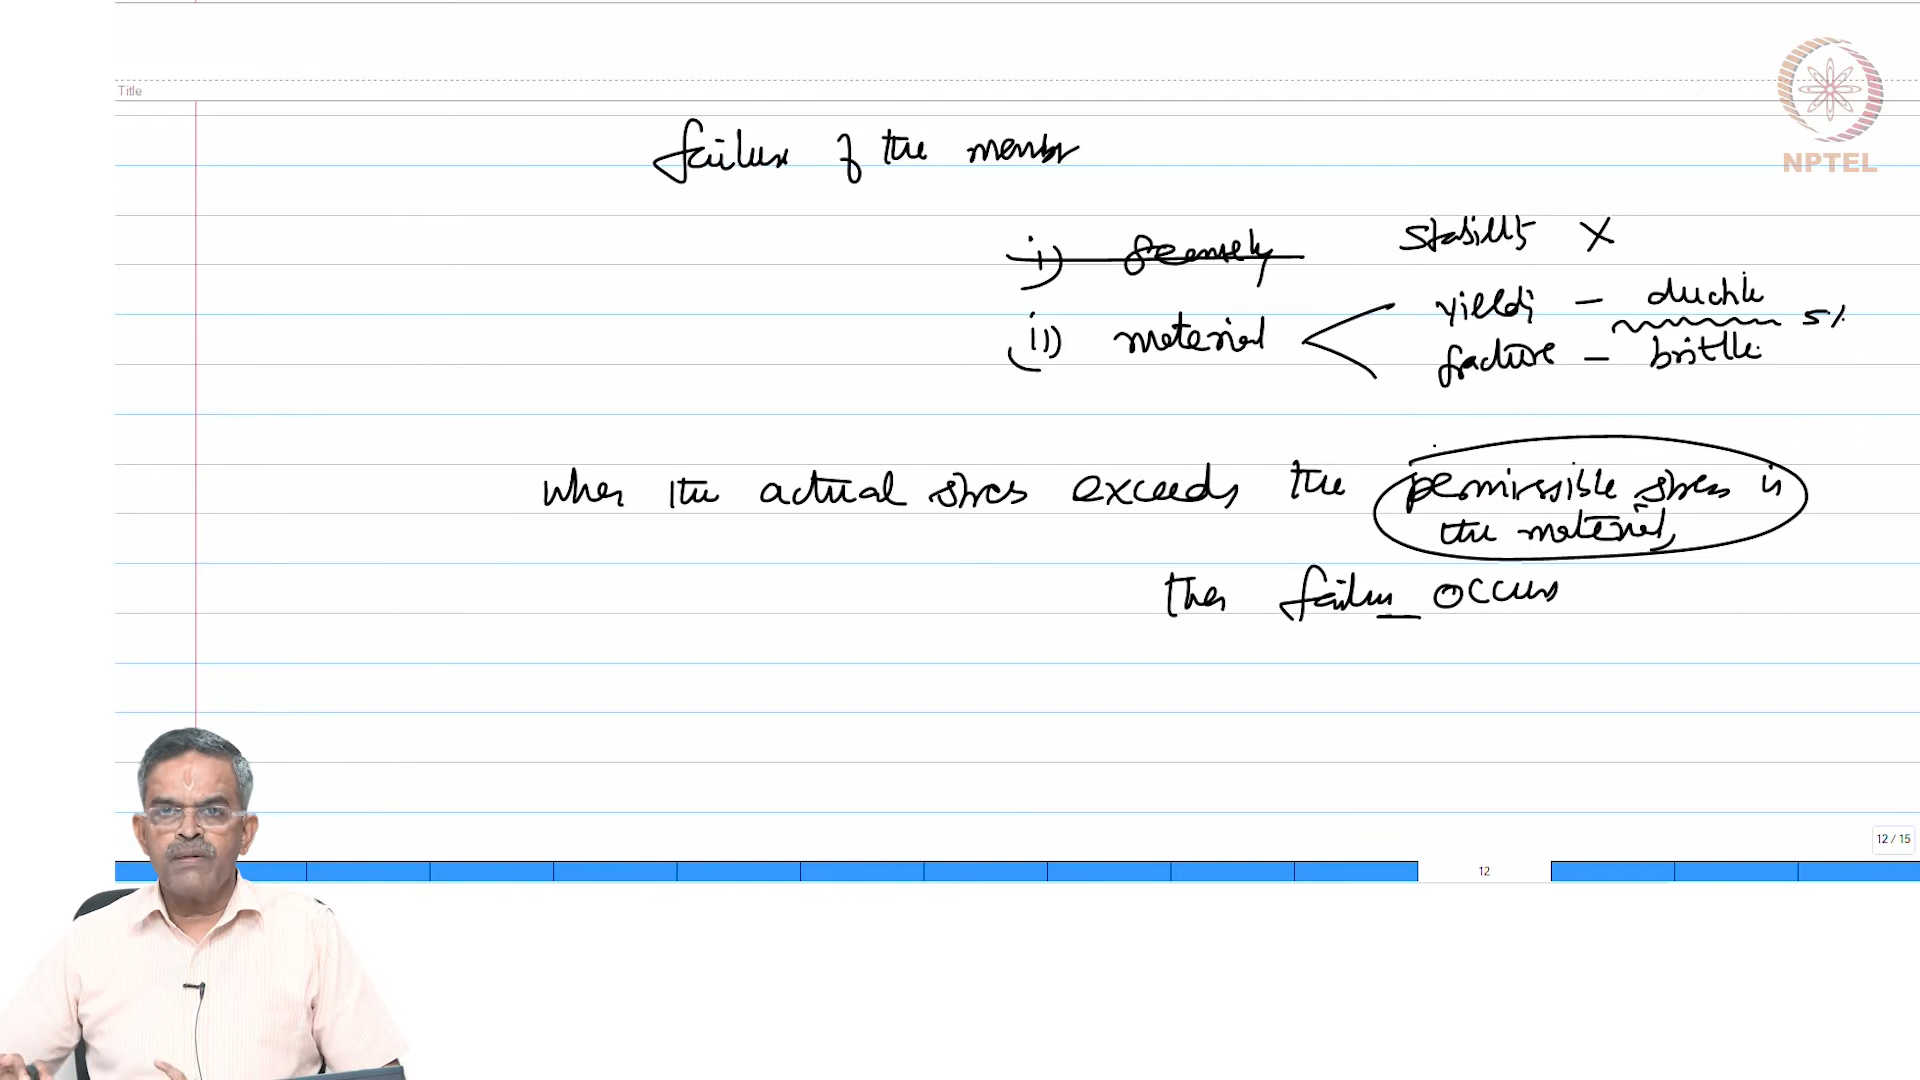 Title
NPTEL
failure of the member
i) geometry stability X
ii) material yieldi - ductile 5%
fracture - brittle
when the actual stress exceeds the permissible stress in
the material,
then failure occurs
12/15
12